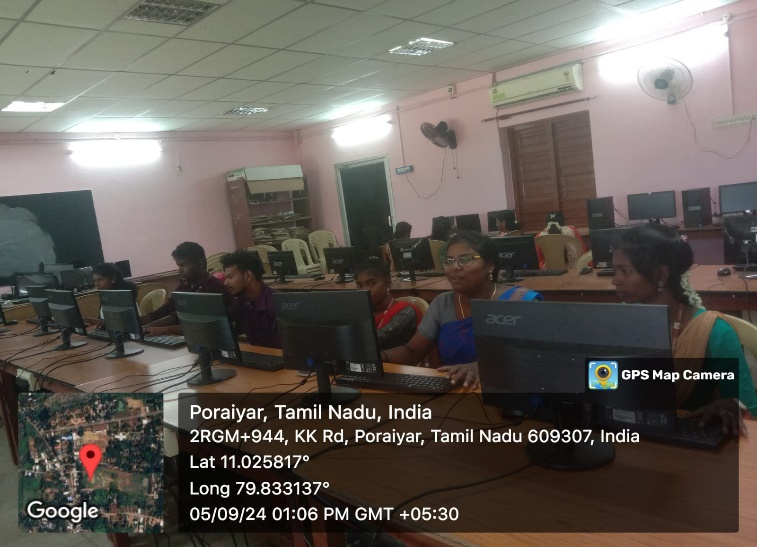 acer
acer
GPS Map Camera
Poraiyar, Tamil Nadu, India
2RGM+944, KK Rd, Poraiyar, Tamil Nadu 609307, India
Lat 11.025817°
Long 79.833137°
05/09/24 01:06 PM GMT +05:30
Google